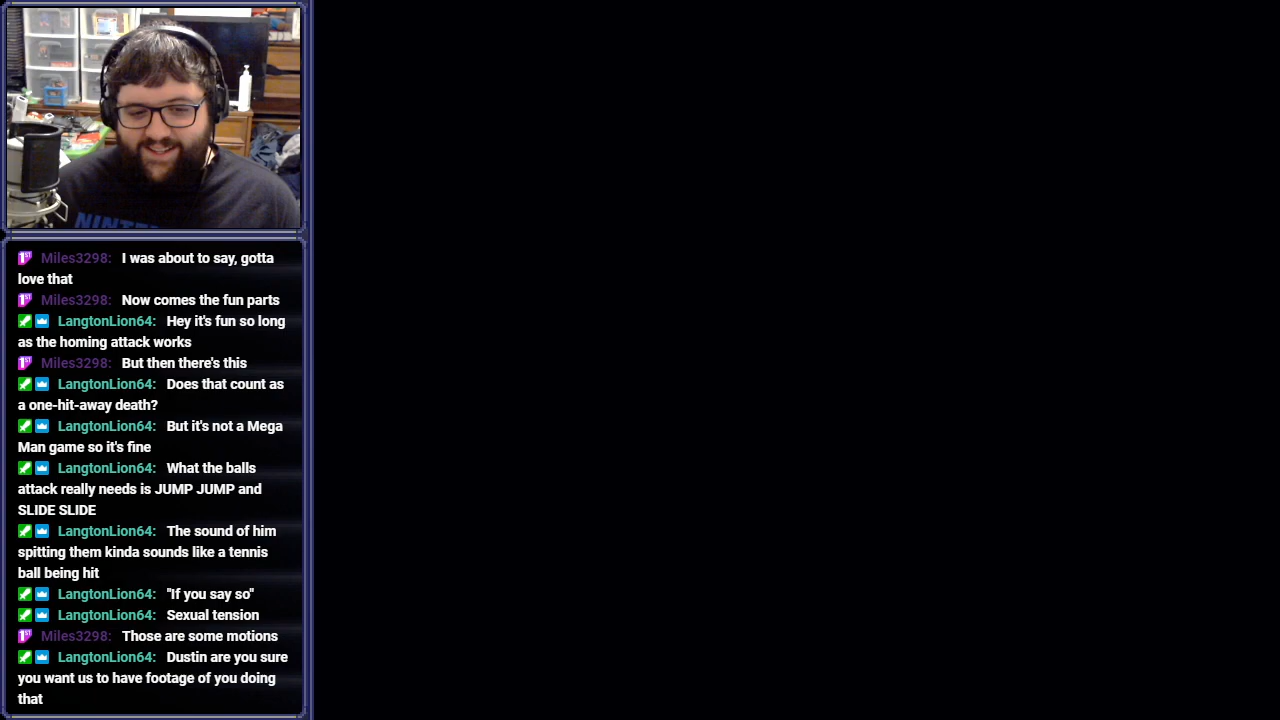 NINTE
1ST Miles3298: I was about to say, gotta
love that
1ST Miles3298: Now comes the fun parts
LangtonLion64: Hey it's fun so long
as the homing attack works
1ST Miles3298: But then there's this
LangtonLion64: Does that count as
a one-hit-away death?
LangtonLion64: But it's not a Mega
Man game so it's fine
LangtonLion64: What the balls
attack really needs is JUMP JUMP and
SLIDE SLIDE
LangtonLion64: The sound of him
spitting them kinda sounds like a tennis
ball being hit
LangtonLion64: "If you say so"
LangtonLion64: Sexual tension
1ST Miles3298: Those are some motions
LangtonLion64: Dustin are you sure
you want us to have footage of you doing
that